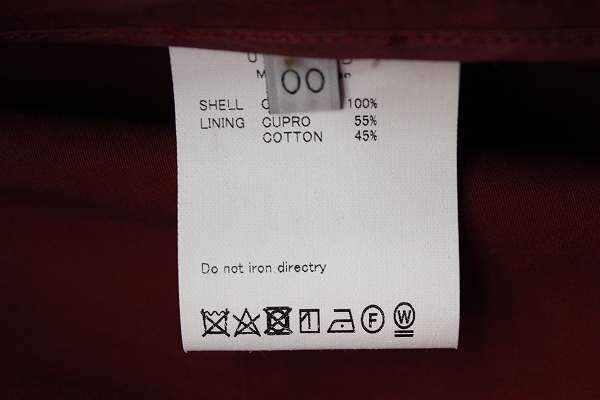 00
SHELL 100%
LINING CUPRO 55%
COTTON 45%
Do not iron directry
F W